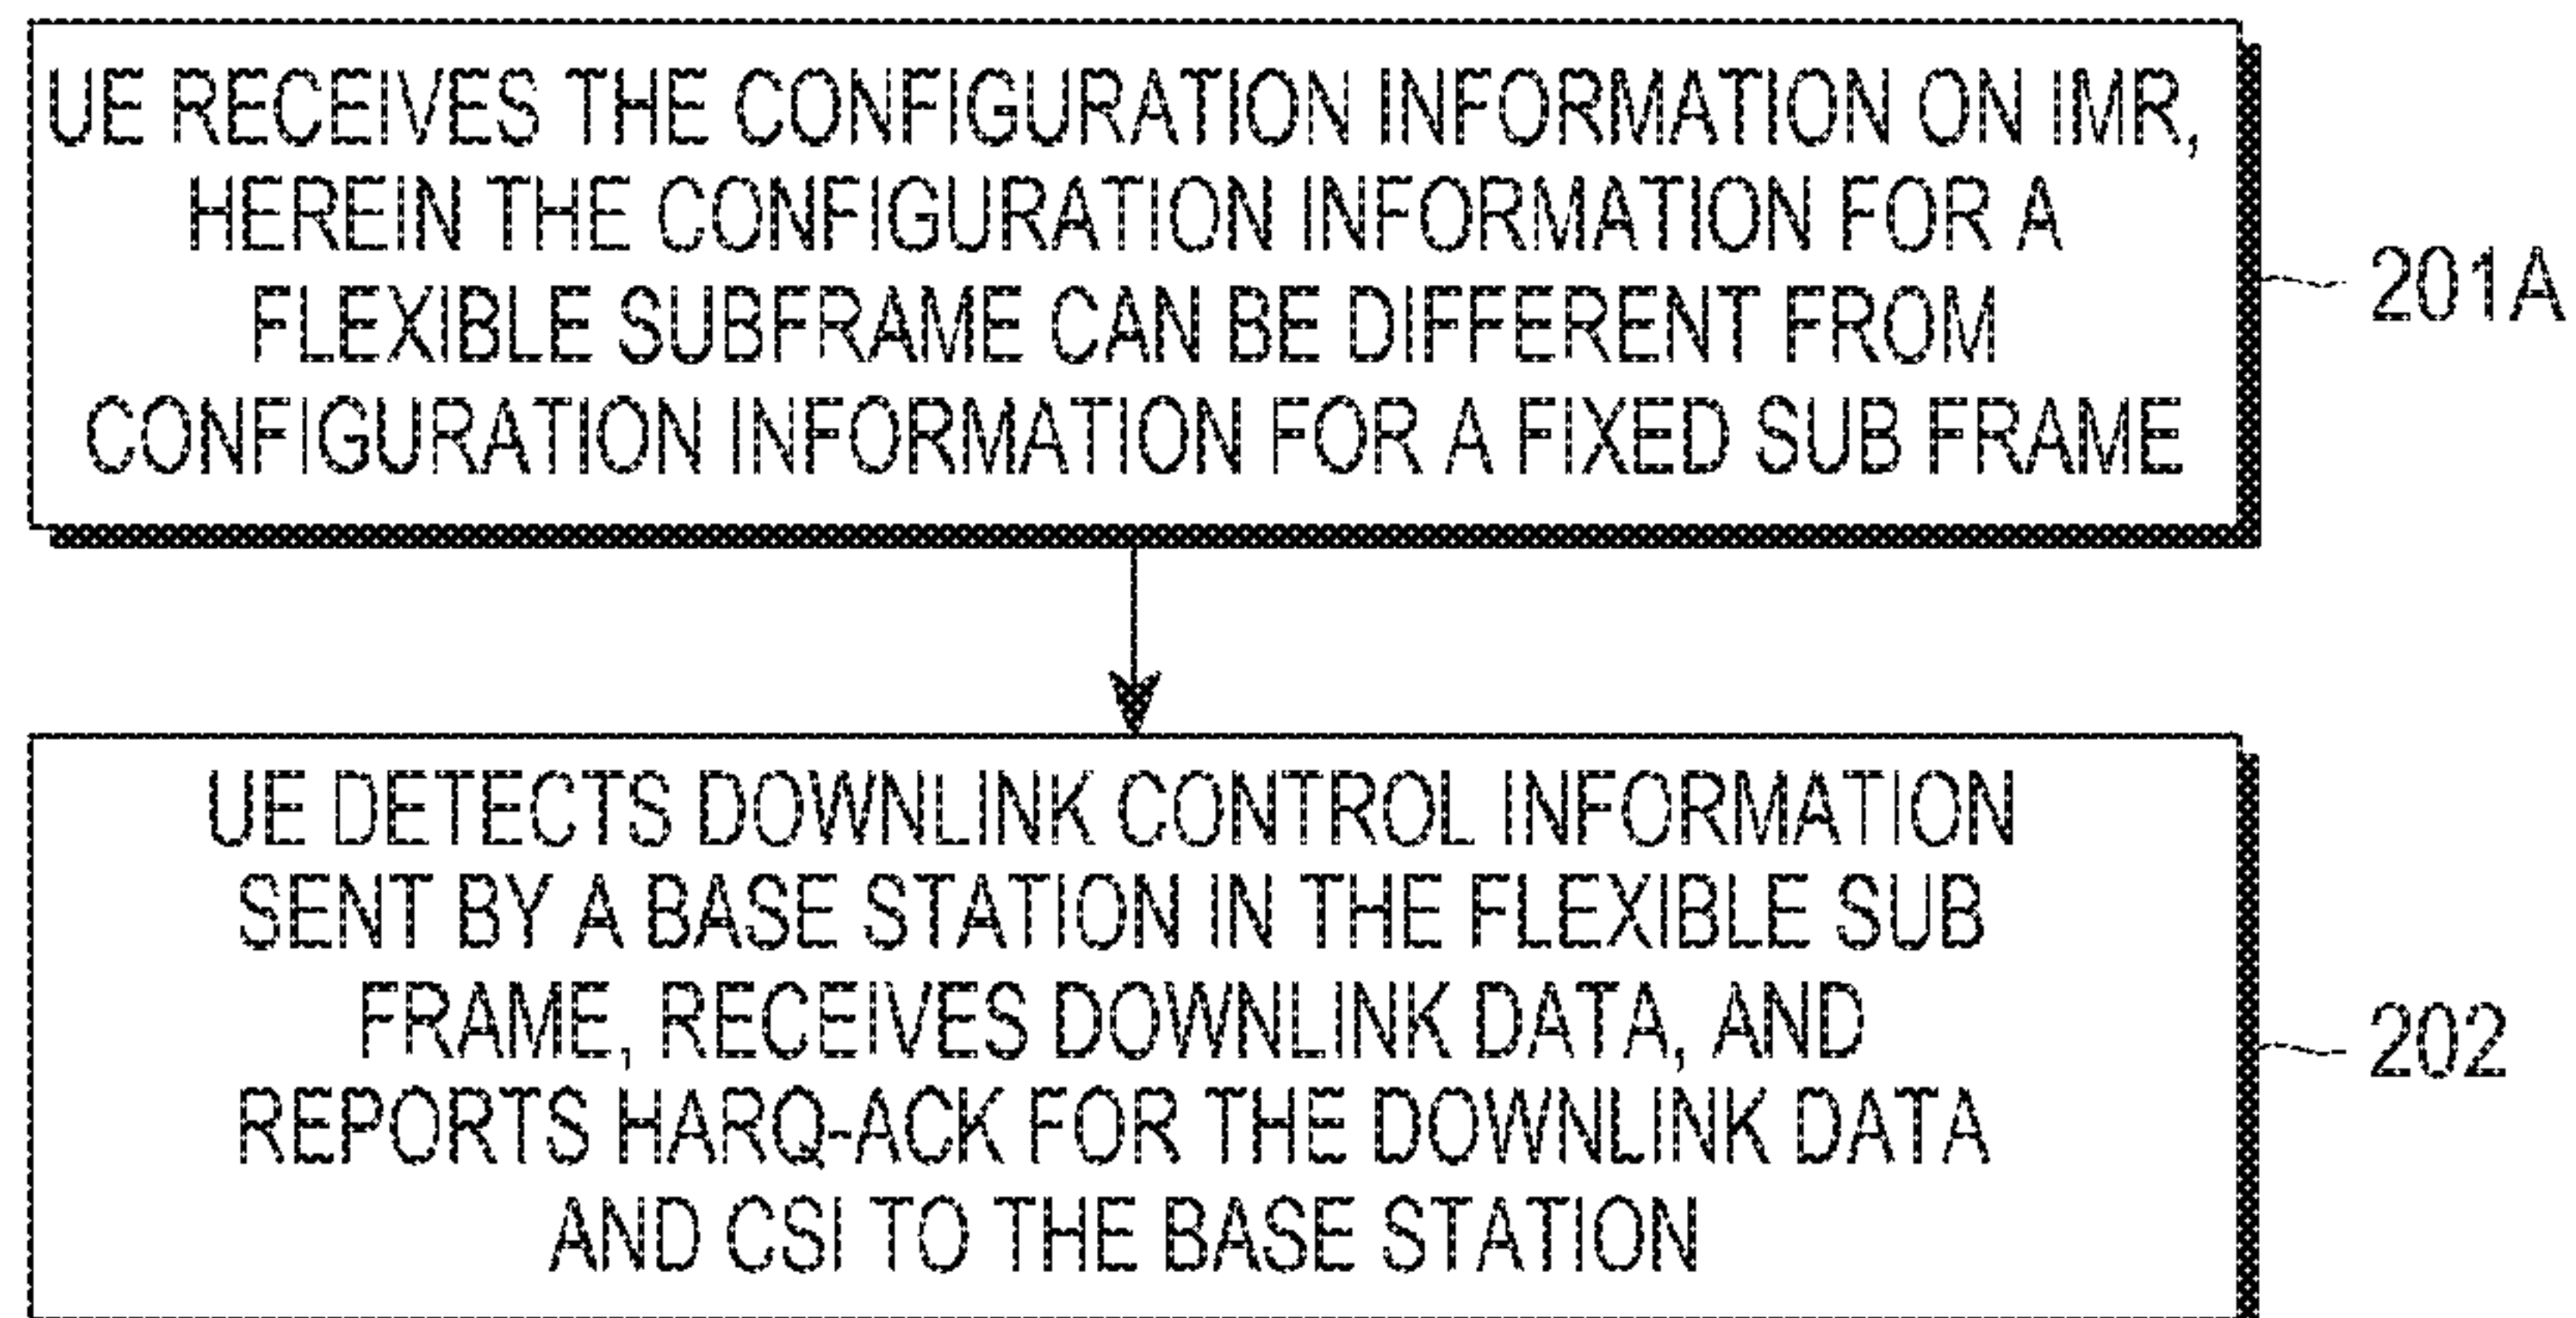 UE RECEIVES THE CONFIGURATION INFORMATION ON IMR,
HEREIN THE CONFIGURATION INFORMATION FOR A
FLEXIBLE SUBFRAME CAN BE DIFFERENT FROM
CONFIGURATION INFORMATION FOR A FIXED SUB FRAME
201A
UE DETECTS DOWNLINK CONTROL INFORMATION
SENT BY A BASE STATION IN THE FLEXIBLE SUB
FRAME, RECEIVES DOWNLINK DATA, AND
REPORTS HARQ-ACK FOR THE DOWNLINK DATA
AND CSI TO THE BASE STATION
202